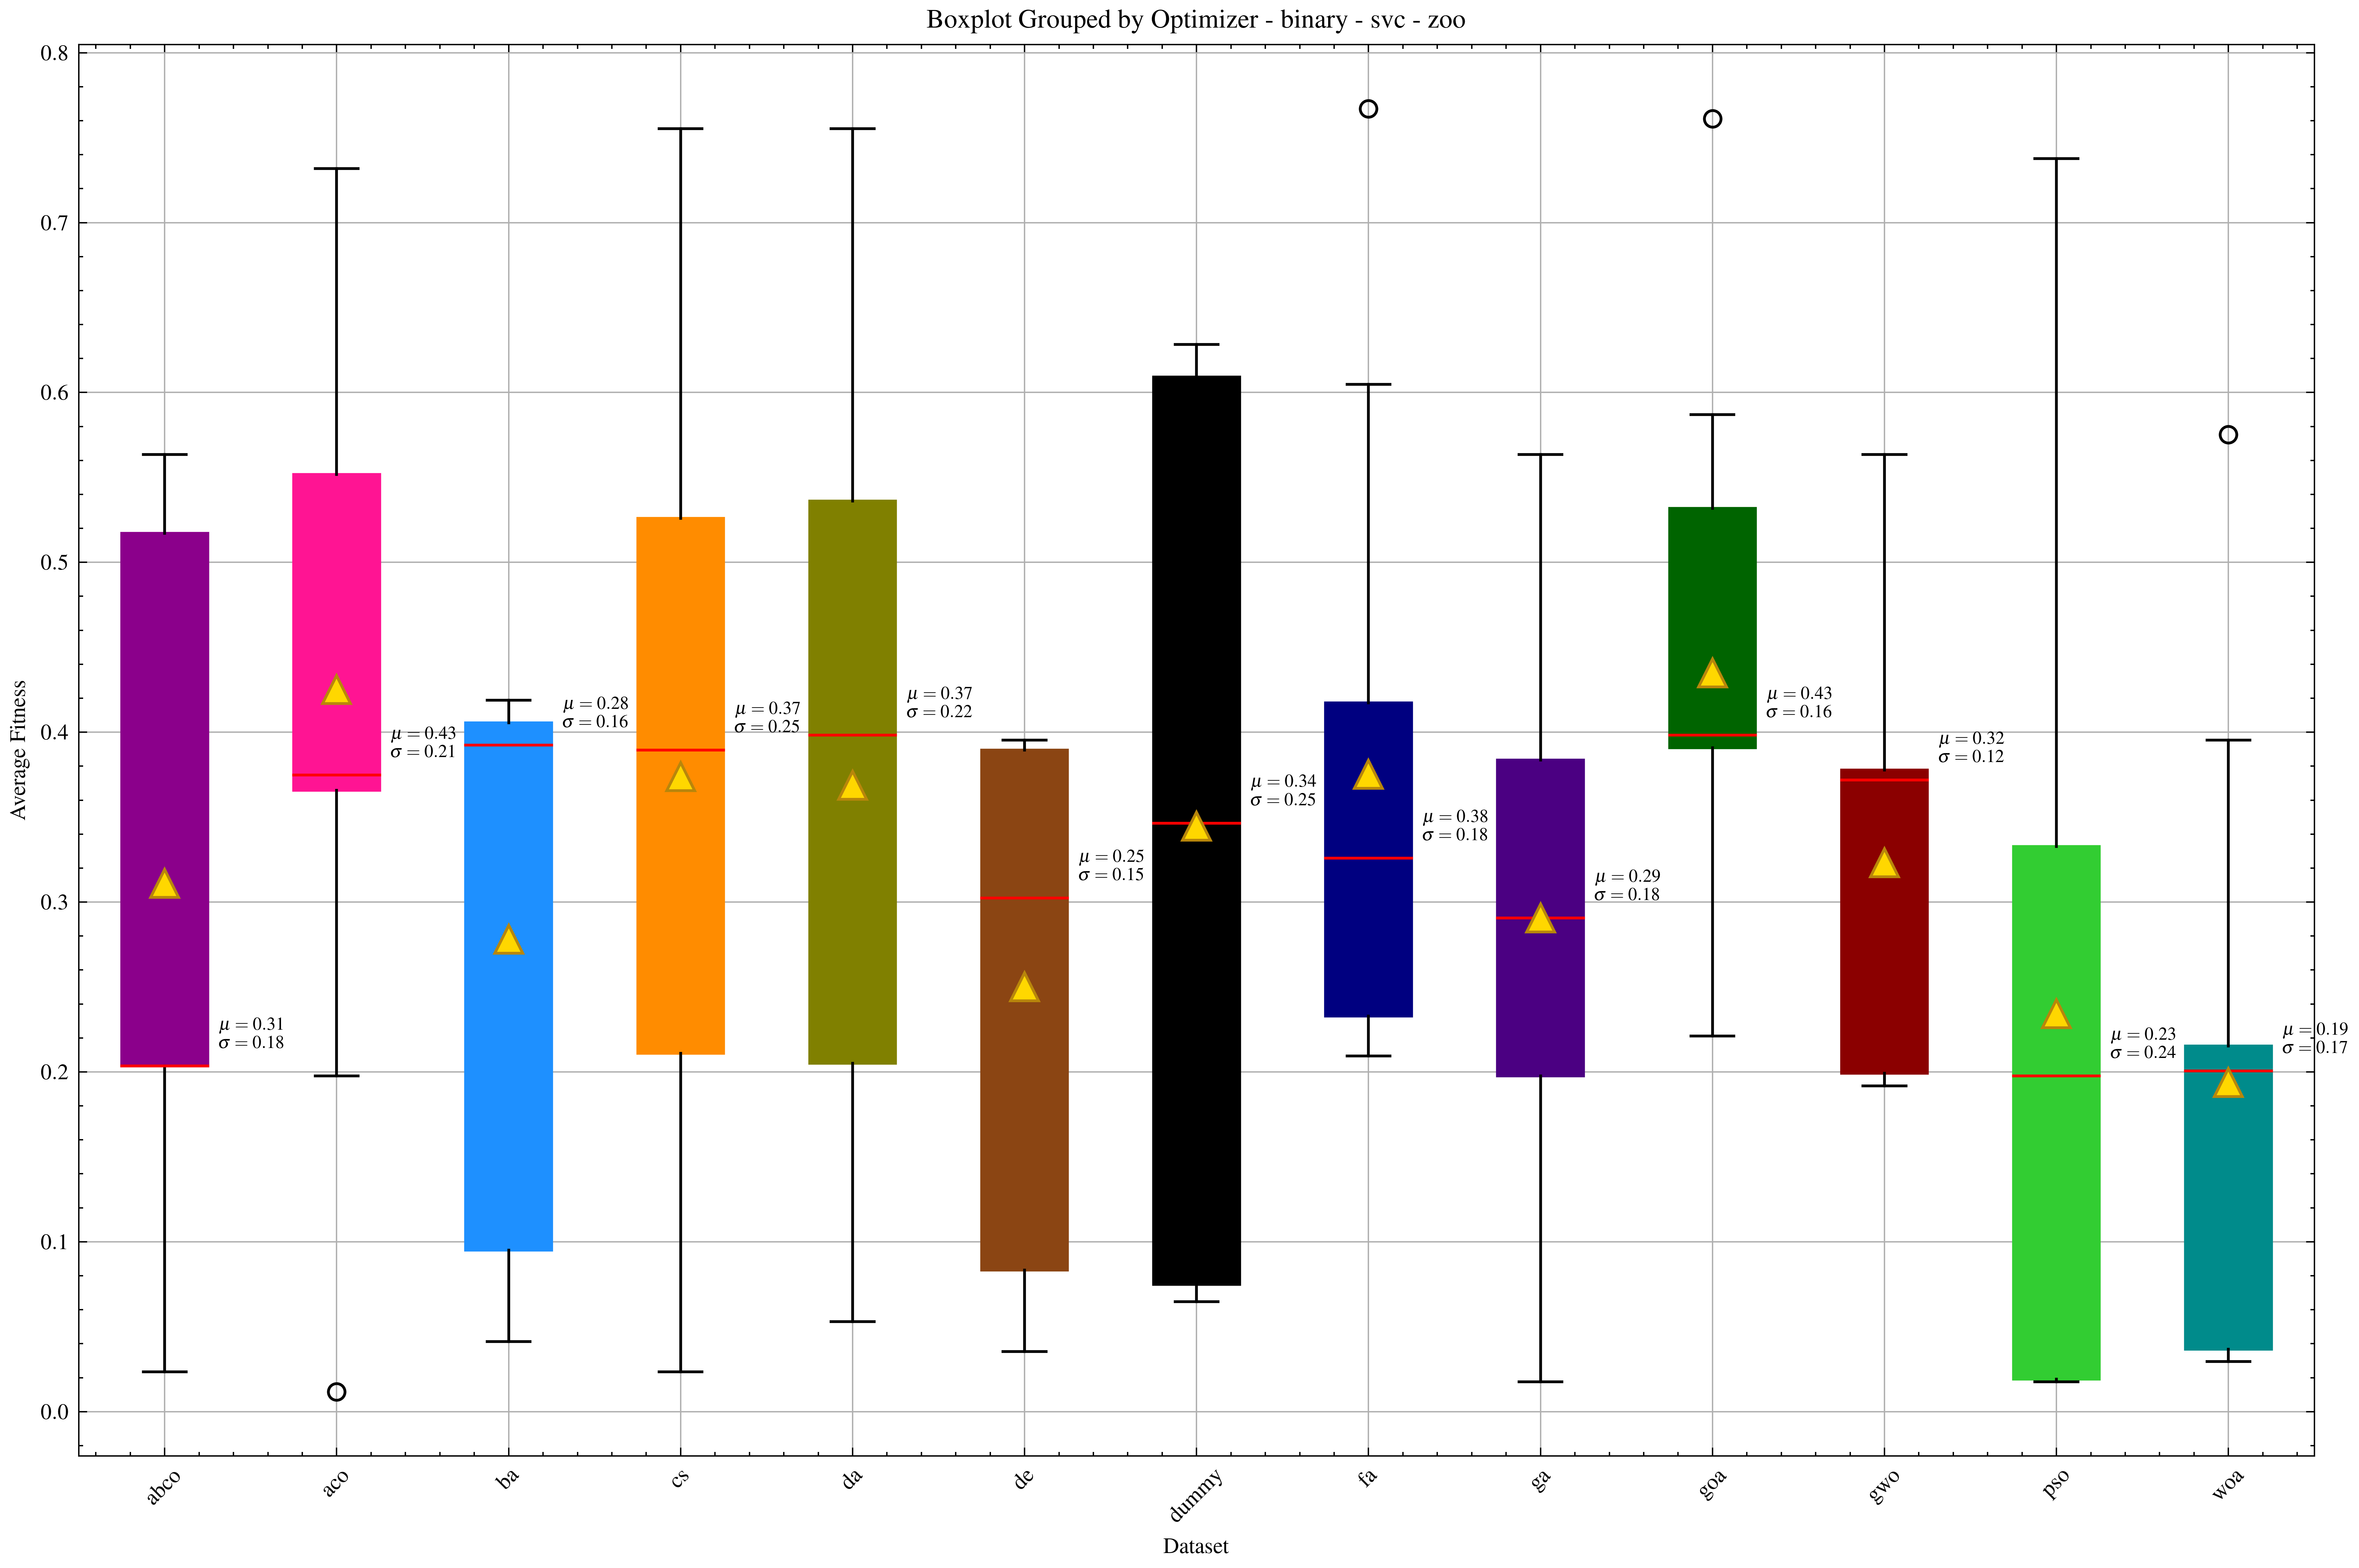 Boxplot Grouped by Optimizer - binary - svc - zoo
Average Fitness
0.8
0.7
0.6
0.5
0.4
0.3
0.2
0.1
0.0
μ = 0.31
σ = 0.18
μ = 0.43
σ = 0.21
μ = 0.28
σ = 0.16
μ = 0.37
σ = 0.25
μ = 0.37
σ = 0.22
μ = 0.25
σ = 0.15
μ = 0.34
σ = 0.25
μ = 0.38
σ = 0.18
μ = 0.29
σ = 0.18
μ = 0.43
σ = 0.16
μ = 0.32
σ = 0.12
μ = 0.23
σ = 0.24
μ = 0.19
σ = 0.17
abco
aco
ba
cs
da
de
dummy
fa
ga
goa
gwo
pso
woa
Dataset